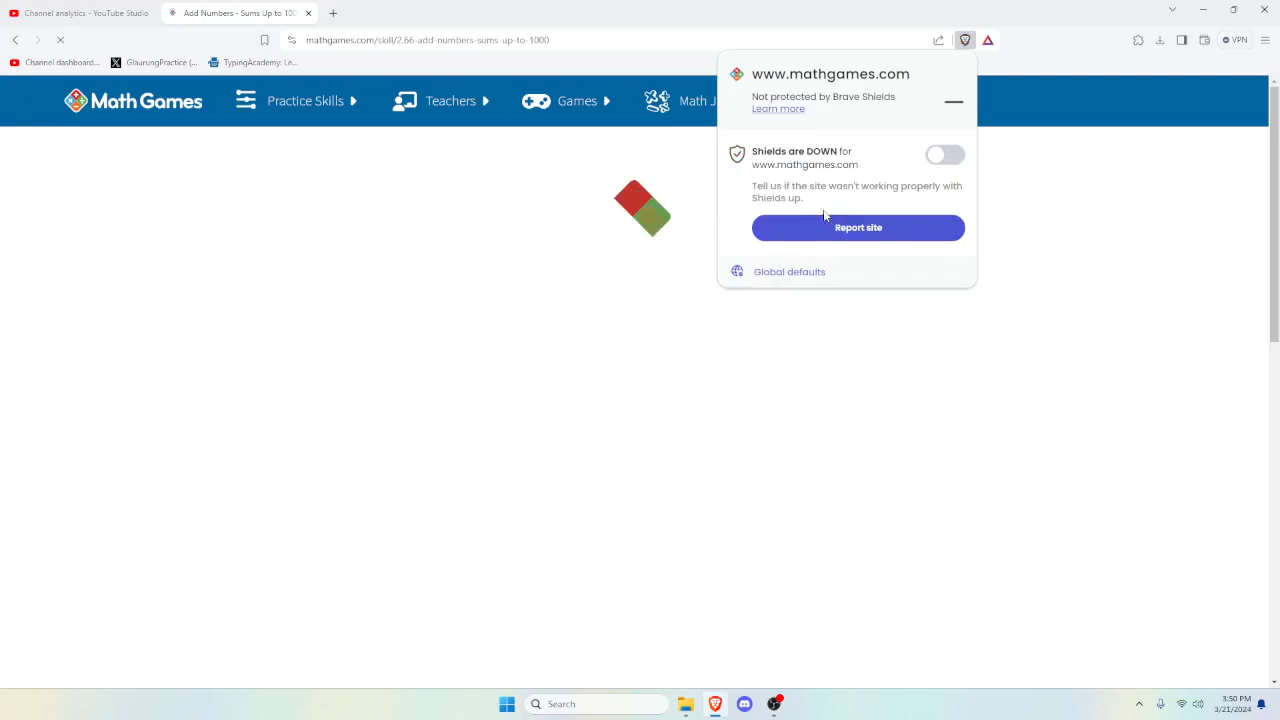 Channel analytics - YouTube Studio
Add Numbers - Sums Up to 100
mathgames.com/skill/2.66-add-numbers-sums-up-to-1000
VPN
Channel dashboard...
GlaurungPractice (...
TypingAcademy: Le...
Math Games
Practice Skills
Teachers
Games
Math J
www.mathgames.com
Not protected by Brave Shields
Learn more
Shields are DOWN for
www.mathgames.com
Tell us if the site wasn't working properly with
Shields up.
Report site
Global defaults
Search
3:50 PM
3/21/2024